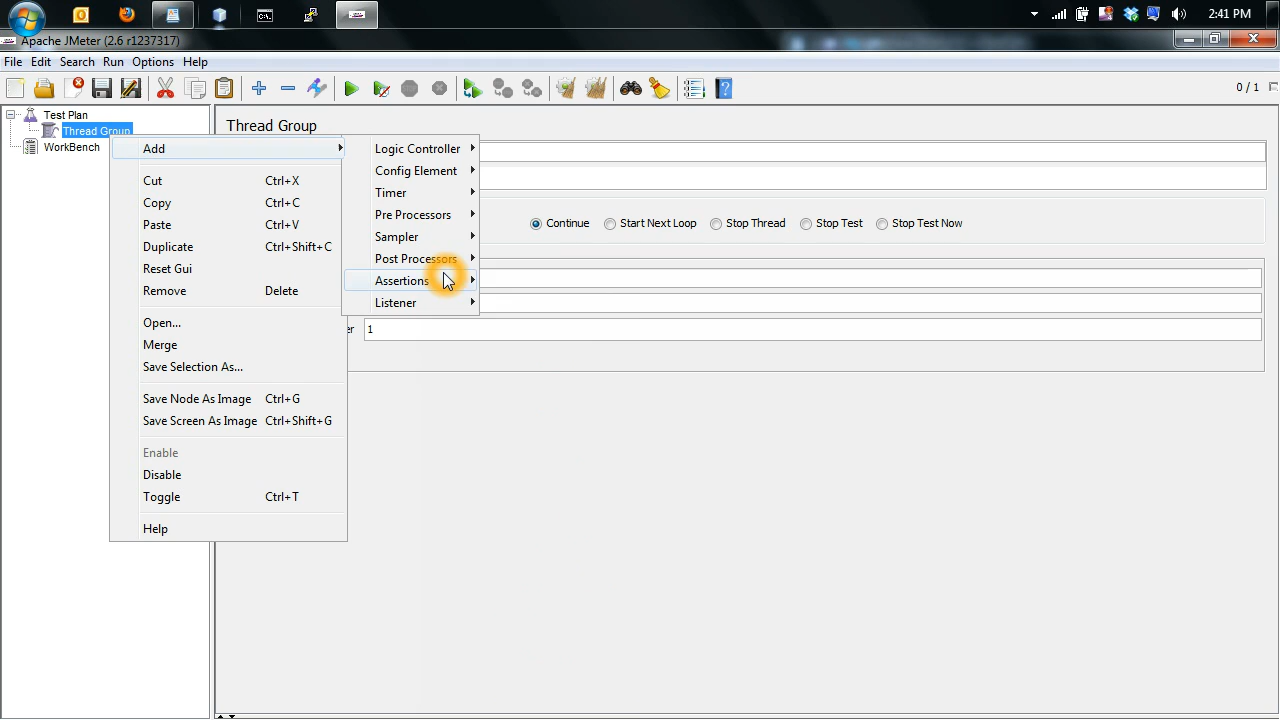 C:\.
2:41 PM
Apache JMeter (2.6 r1237317)
File Edit Search Run Options Help
0 / 1
Test Plan
Thread Group
WorkBench
Thread Group
Add
Cut Ctrl+X
Copy Ctrl+C
Paste Ctrl+V
Duplicate Ctrl+Shift+C
Reset Gui
Remove Delete
Open...
Merge
Save Selection As...
Save Node As Image Ctrl+G
Save Screen As Image Ctrl+Shift+G
Enable
Disable
Toggle Ctrl+T
Help
Logic Controller
Config Element
Timer
Pre Processors
Sampler
Post Processors
Assertions
Listener
Continue Start Next Loop Stop Thread Stop Test Stop Test Now
1